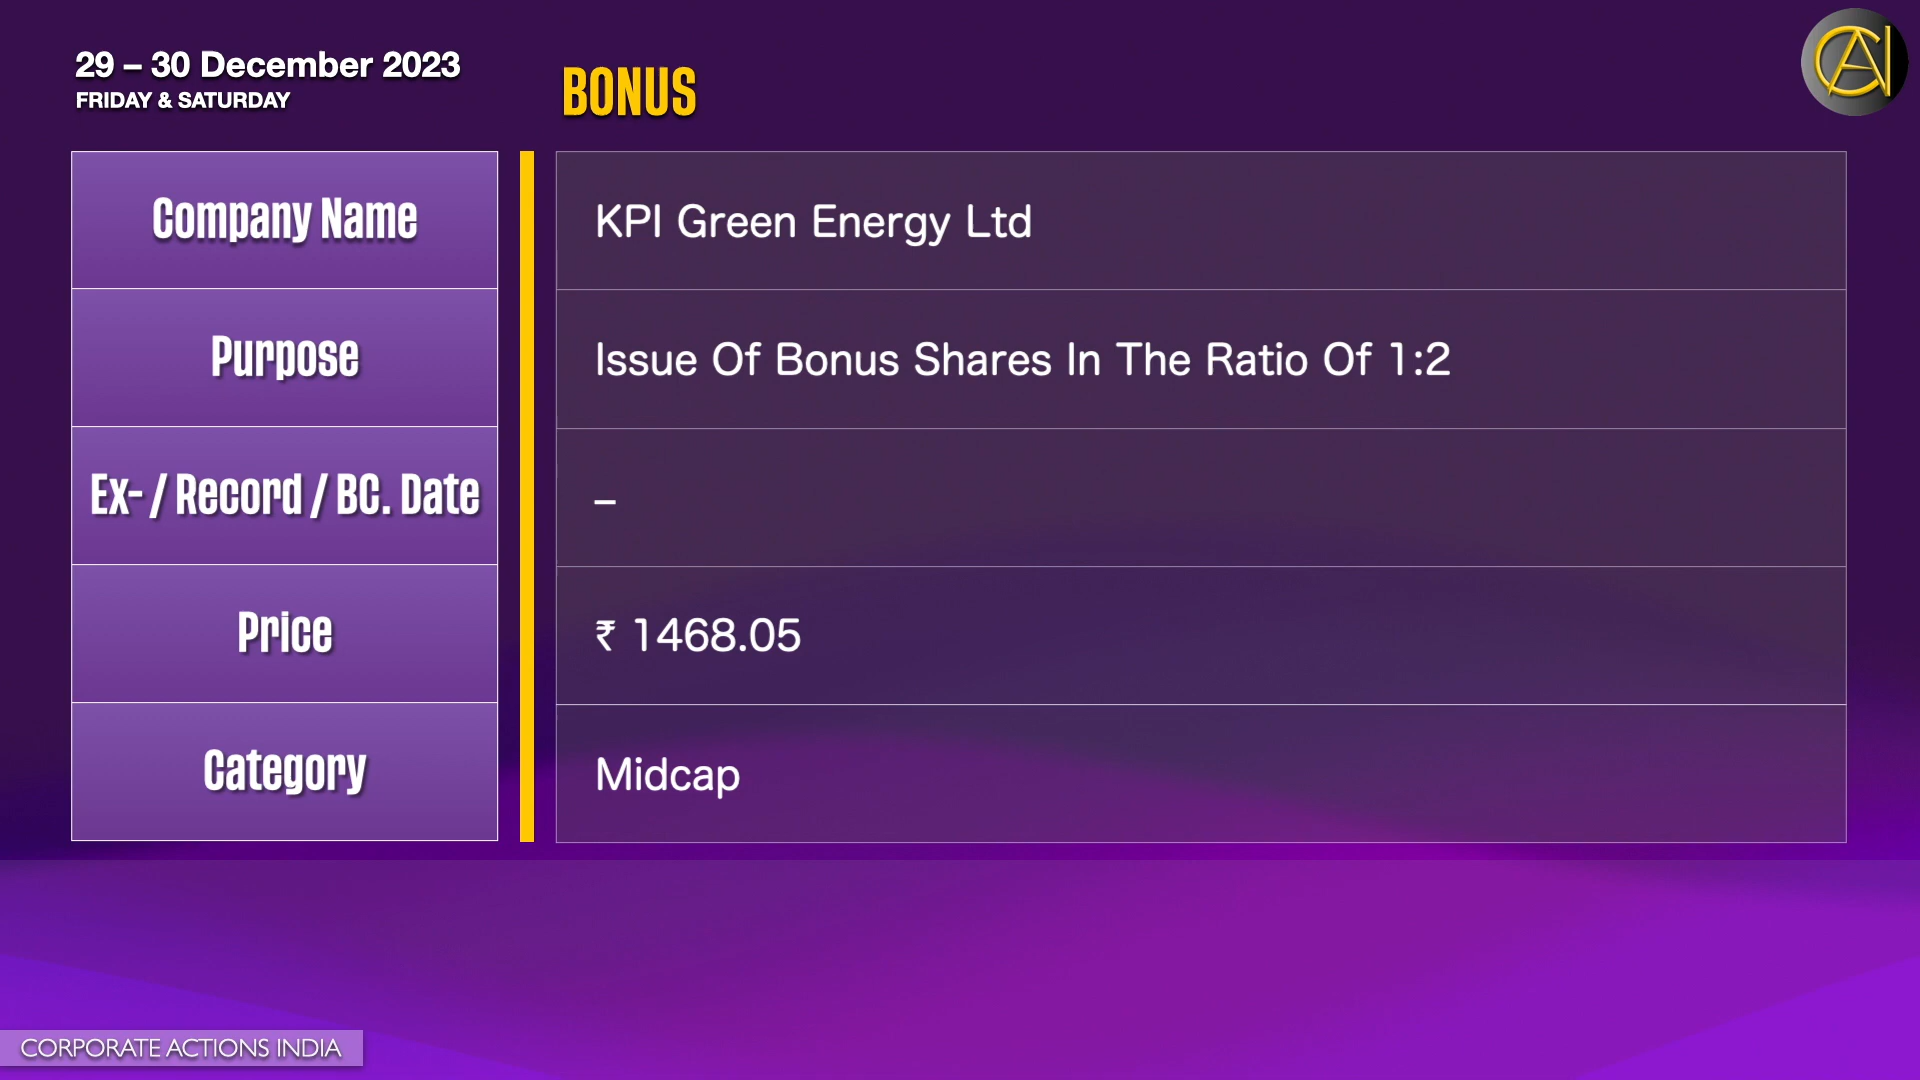 29 – 30 December 2023
FRIDAY & SATURDAY
BONUS
CAI
Company Name
KPI Green Energy Ltd
Purpose
Issue Of Bonus Shares In The Ratio Of 1:2
Ex- / Record / BC. Date
–
Price
₹ 1468.05
Category
Midcap
CORPORATE ACTIONS INDIA